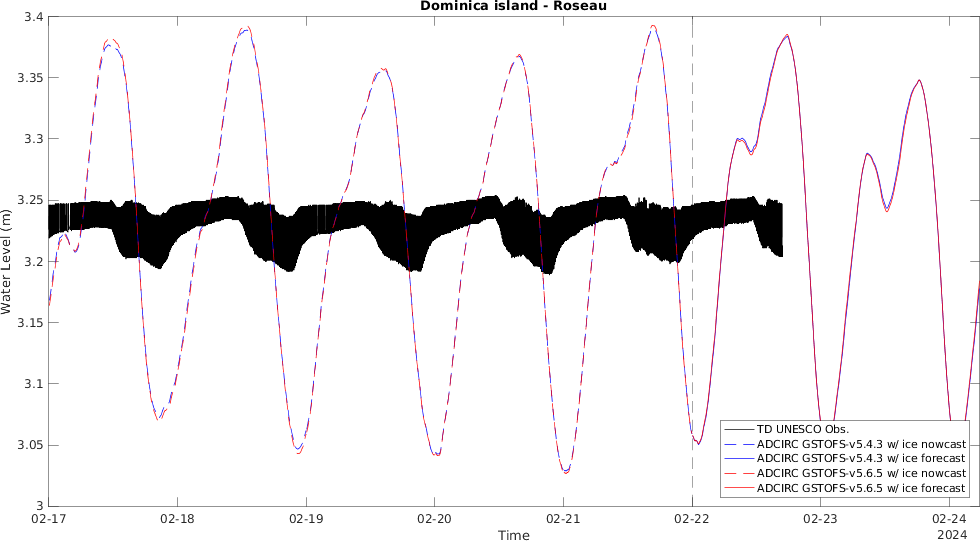 Dominica island - Roseau
Water Level (m)
3.4
3.35
3.3
3.25
3.2
3.15
3.1
3.05
3
02-17
02-18
02-19
02-20
02-21
02-22
02-23
02-24
2024
Time
TD UNESCO Obs.
ADCIRC GSTOFS-v5.4.3 w/ ice nowcast
ADCIRC GSTOFS-v5.4.3 w/ ice forecast
ADCIRC GSTOFS-v5.6.5 w/ ice nowcast
ADCIRC GSTOFS-v5.6.5 w/ ice forecast